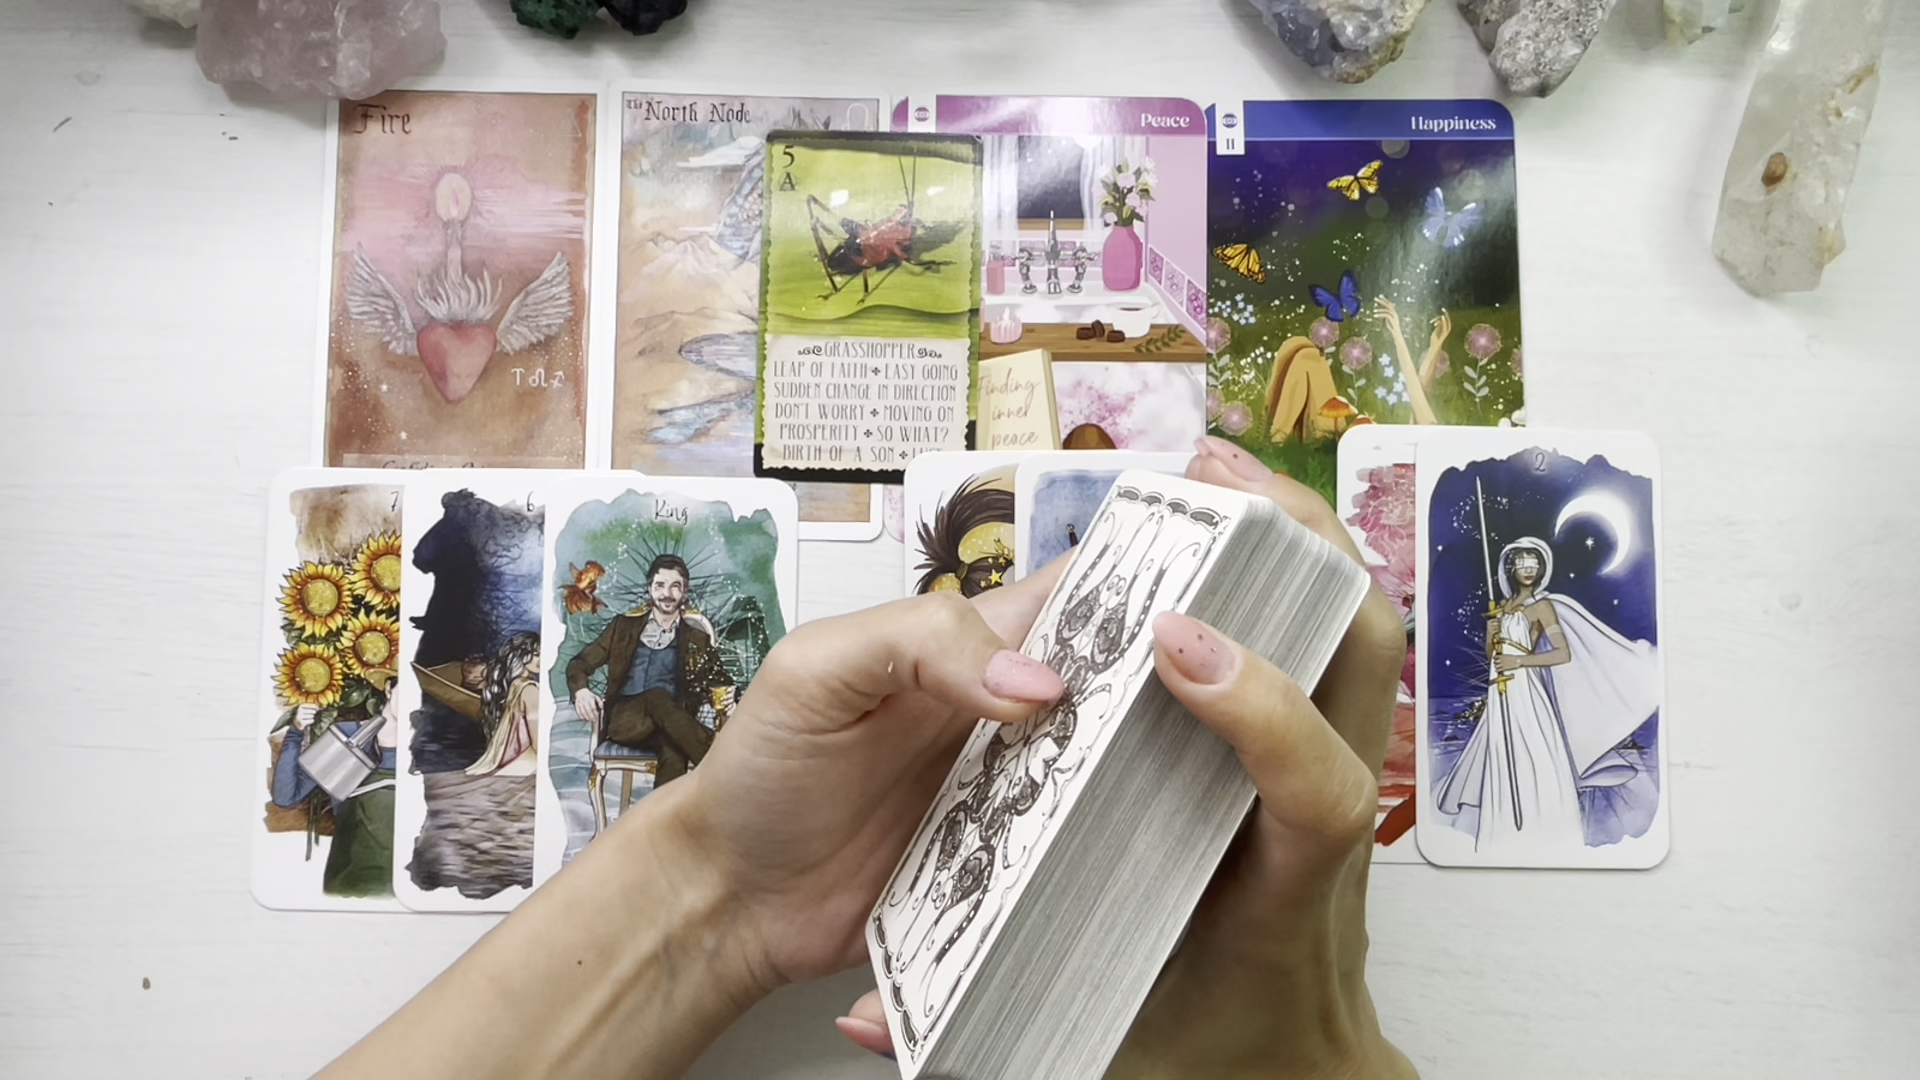 Fire
The North Node
Peace
II
Happiness
5
A
GRASSHOPPER
LEAP OF FAITH ✤ EASY GOING
SUDDEN CHANGE IN DIRECTION
DON'T WORRY ✤ MOVING ON
PROSPERITY ✤ SO WHAT?
BIRTH OF A SON ✤
Finding
inner
peace
7
6
King
2